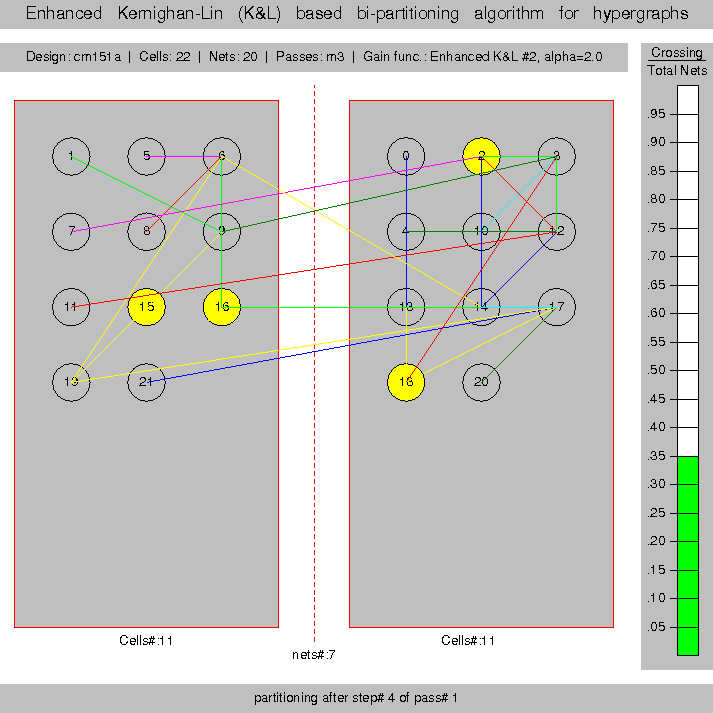 Enhanced Kernighan-Lin (K&L) based bi-partitioning algorithm for hypergraphs
Design: cm151a | Cells: 22 | Nets: 20 | Passes: m3 | Gain func.: Enhanced K&L #2, alpha=2.0
Crossing
Total Nets
1 5 6 0 2 3
7 8 9 4 10 12
11 15 16 13 14 17
19 21 18 20
.95
.90
.85
.80
.75
.70
.65
.60
.55
.50
.45
.40
.35
.30
.25
.20
.15
.10
.05
Cells#:11
Cells#:11
nets#:7
partitioning after step# 4 of pass# 1